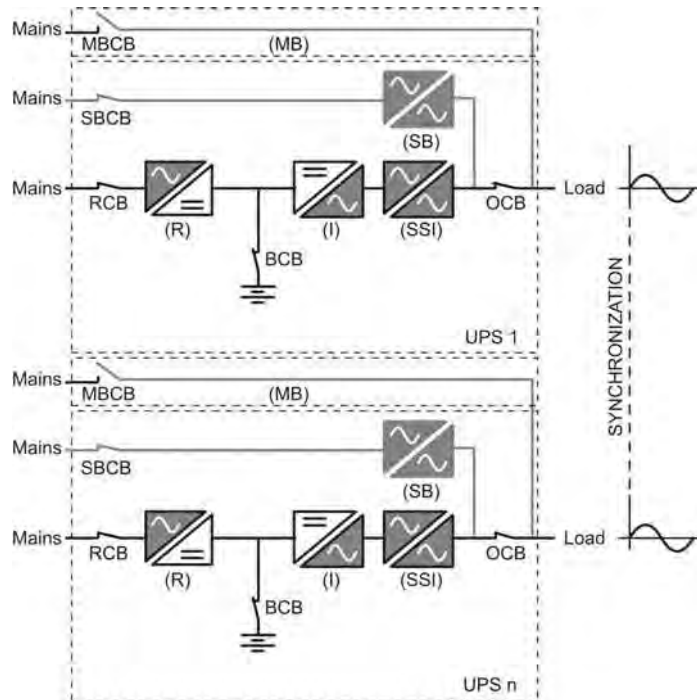 Mains
MBCB
(MB)
Mains
SBCB
(SB)
Mains
RCB
(R)
(I)
(SSI)
OCB
Load
BCB
UPS 1
SYNCHRONIZATION
Mains
MBCB
(MB)
Mains
SBCB
(SB)
Mains
RCB
(R)
(I)
(SSI)
OCB
Load
BCB
UPS n